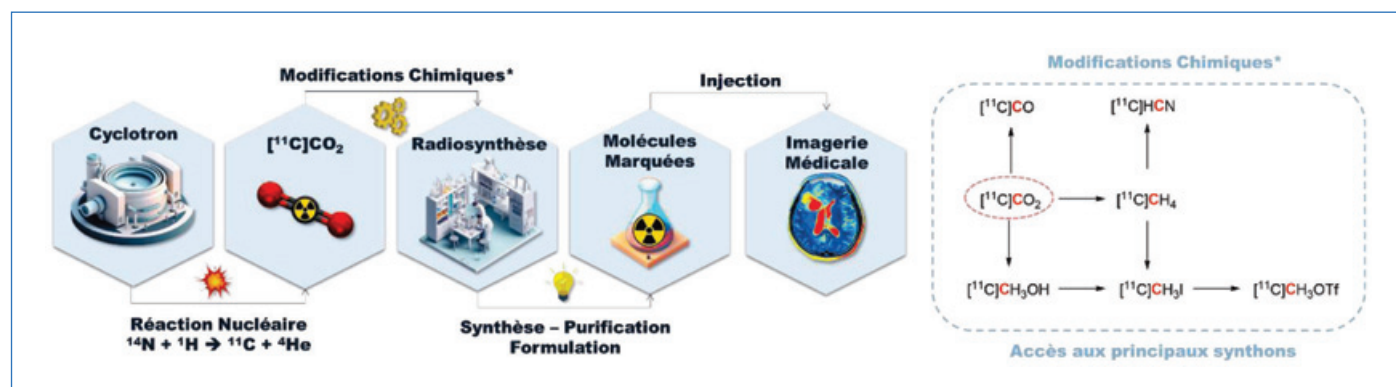 Modifications Chimiques*
Injection
Cyclotron
[¹¹C]CO₂
Radiosynthèse
Molécules
Marquées
Imagerie
Médicale
Réaction Nucléaire
¹⁴N + ¹H → ¹¹C + ⁴He
Synthèse – Purification
Formulation
Modifications Chimiques*
[¹¹C]CO
[¹¹C]HCN
[¹¹C]CO₂
[¹¹C]CH₄
[¹¹C]CH₃OH
[¹¹C]CH₃I
[¹¹C]CH₃OTf
Accès aux principaux synthons